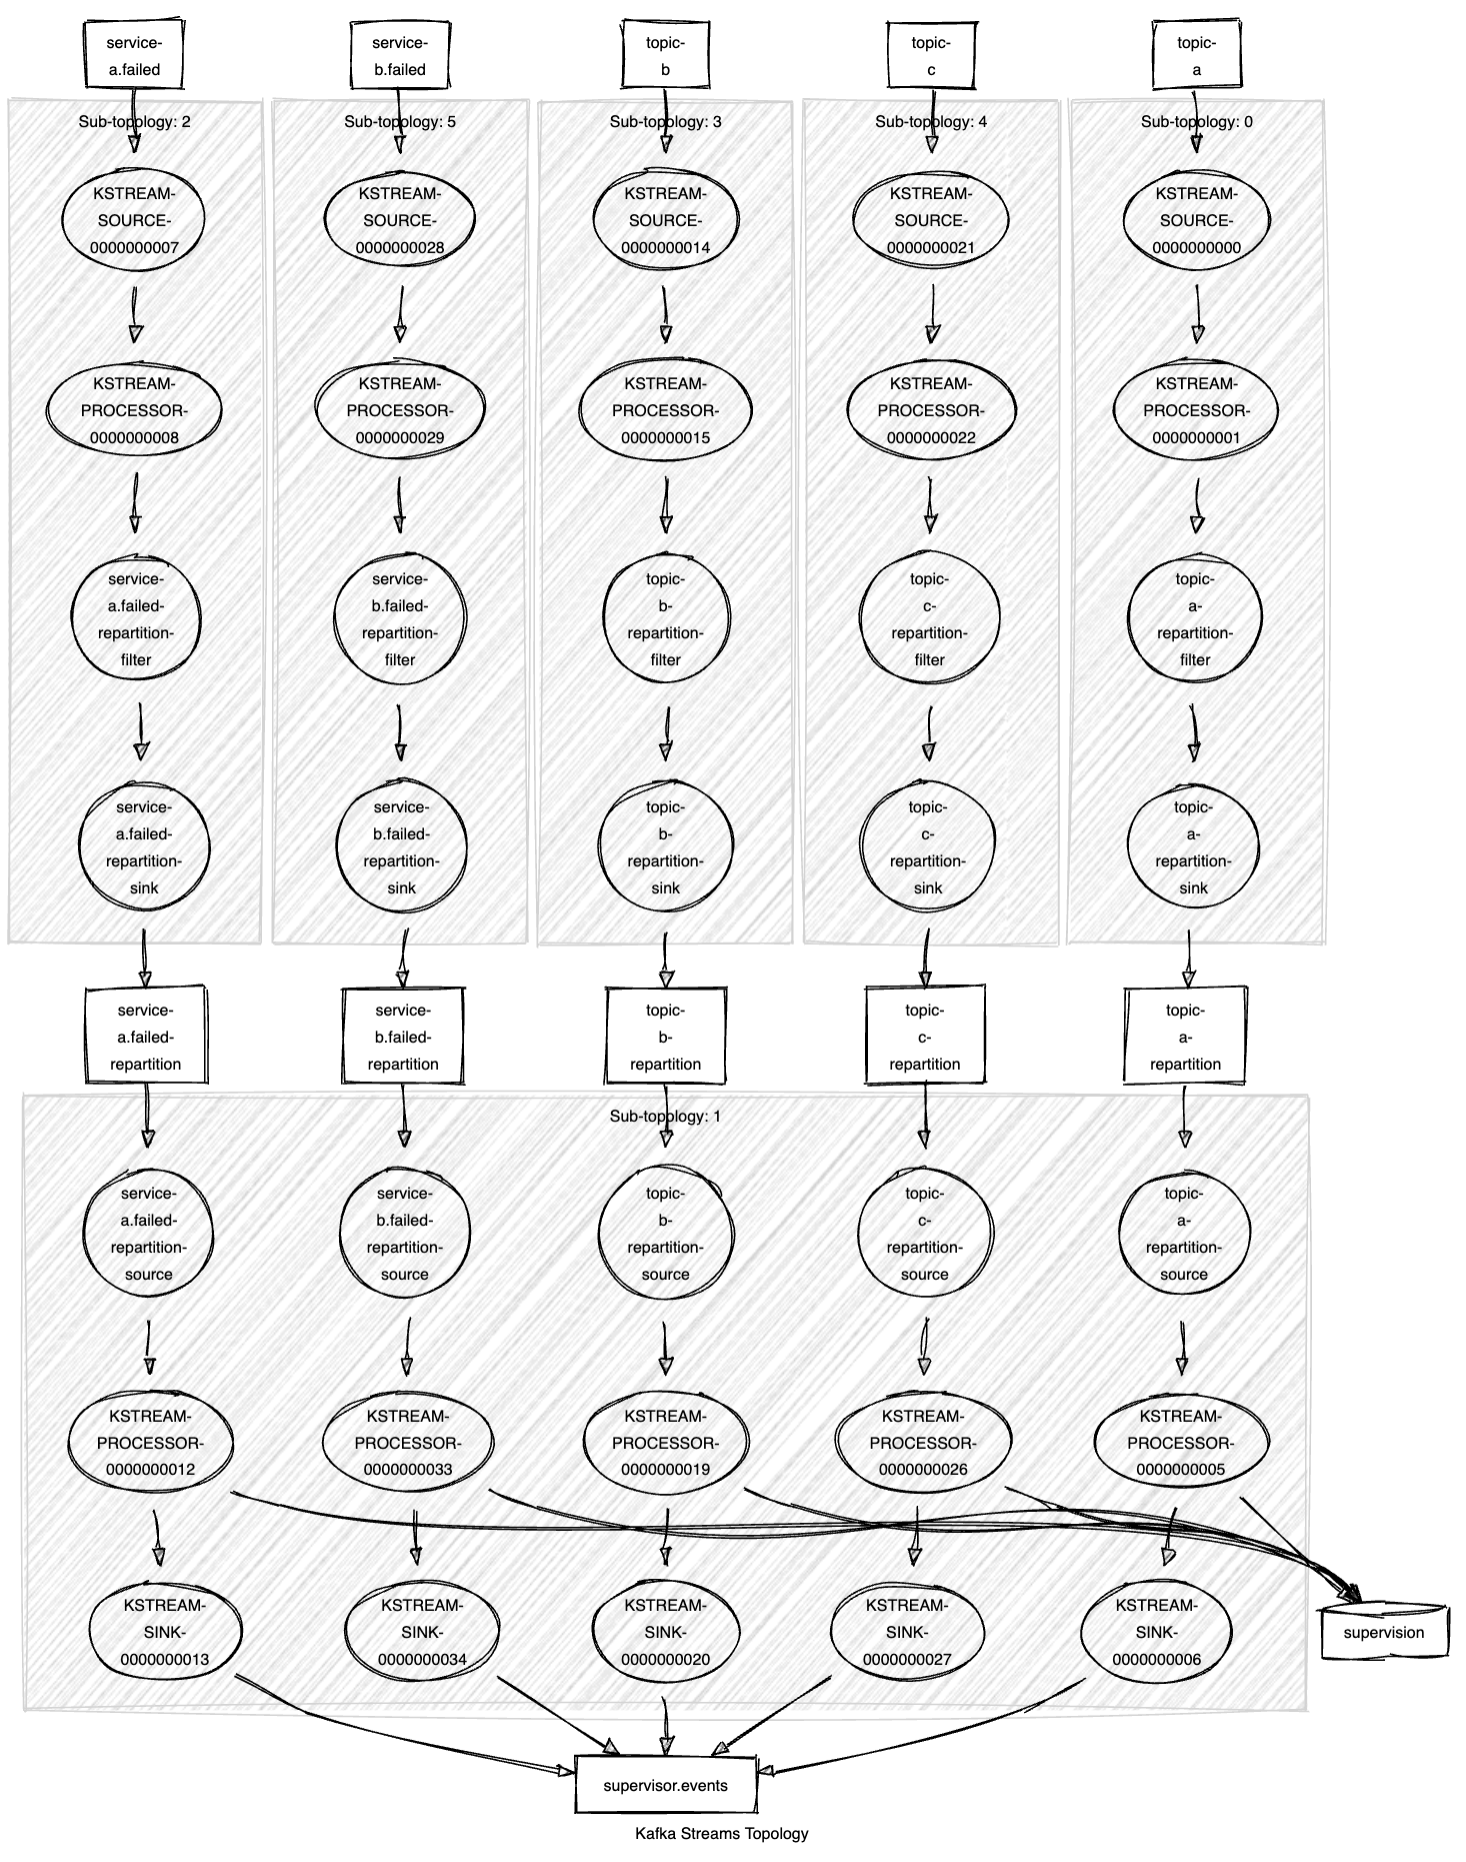 service-
a.failed
service-
b.failed
topic-
b
topic-
c
topic-
a
Sub-topology: 2
Sub-topology: 5
Sub-topology: 3
Sub-topology: 4
Sub-topology: 0
KSTREAM-
SOURCE-
0000000007
KSTREAM-
SOURCE-
0000000028
KSTREAM-
SOURCE-
0000000014
KSTREAM-
SOURCE-
0000000021
KSTREAM-
SOURCE-
0000000000
KSTREAM-
PROCESSOR-
0000000008
KSTREAM-
PROCESSOR-
0000000029
KSTREAM-
PROCESSOR-
0000000015
KSTREAM-
PROCESSOR-
0000000022
KSTREAM-
PROCESSOR-
0000000001
service-
a.failed-
repartition-
filter
service-
b.failed-
repartition-
filter
topic-
b-
repartition-
filter
topic-
c-
repartition-
filter
topic-
a-
repartition-
filter
service-
a.failed-
repartition-
sink
service-
b.failed-
repartition-
sink
topic-
b-
repartition-
sink
topic-
c-
repartition-
sink
topic-
a-
repartition-
sink
service-
a.failed-
repartition
service-
b.failed-
repartition
topic-
b-
repartition
topic-
c-
repartition
topic-
a-
repartition
Sub-topology: 1
service-
a.failed-
repartition-
source
service-
b.failed-
repartition-
source
topic-
b-
repartition-
source
topic-
c-
repartition-
source
topic-
a-
repartition-
source
KSTREAM-
PROCESSOR-
0000000012
KSTREAM-
PROCESSOR-
0000000033
KSTREAM-
PROCESSOR-
0000000019
KSTREAM-
PROCESSOR-
0000000026
KSTREAM-
PROCESSOR-
0000000005
KSTREAM-
SINK-
0000000013
KSTREAM-
SINK-
0000000034
KSTREAM-
SINK-
0000000020
KSTREAM-
SINK-
0000000027
KSTREAM-
SINK-
0000000006
supervision
supervisor.events
Kafka Streams Topology